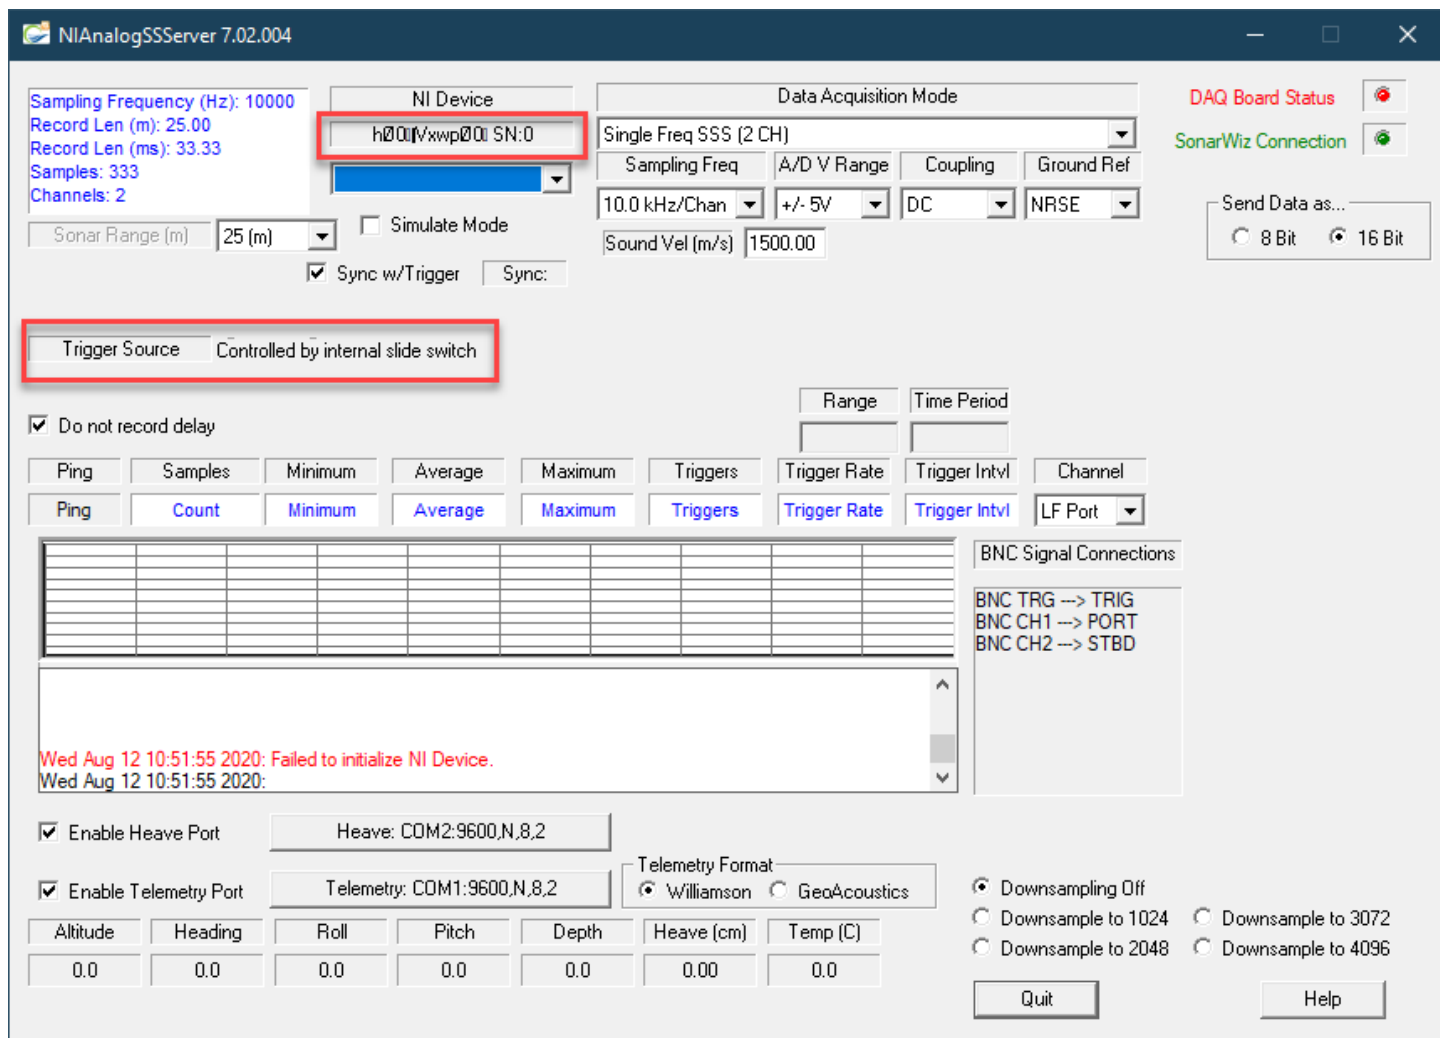 NIAnalogSSServer 7.02.004
Sampling Frequency (Hz): 10000
Record Len (m): 25.00
Record Len (ms): 33.33
Samples: 333
Channels: 2
NI Device
SN:0
Data Acquisition Mode
Single Freq SSS (2 CH)
DAQ Board Status
SonarWiz Connection
Sampling Freq
A/D V Range
Coupling
Ground Ref
10.0 kHz/Chan
+/- 5V
DC
NRSE
Send Data as...
8 Bit
16 Bit
Sonar Range (m)
25 (m)
Simulate Mode
Sound Vel (m/s)
1500.00
Sync w/Trigger
Sync:
Trigger Source
Controlled by internal slide switch
Range
Time Period
Do not record delay
Ping
Samples
Minimum
Average
Maximum
Triggers
Trigger Rate
Trigger Intvl
Channel
Ping
Count
Minimum
Average
Maximum
Triggers
Trigger Rate
Trigger Intvl
LF Port
BNC Signal Connections
BNC TRG ---> TRIG
BNC CH1 ---> PORT
BNC CH2 ---> STBD
Wed Aug 12 10:51:55 2020: Failed to initialize NI Device.
Wed Aug 12 10:51:55 2020:
Enable Heave Port
Heave: COM2:9600,N,8,2
Enable Telemetry Port
Telemetry: COM1:9600,N,8,2
Telemetry Format
Williamson
GeoAcoustics
Downsampling Off
Downsample to 1024
Downsample to 3072
Downsample to 2048
Downsample to 4096
Altitude
Heading
Roll
Pitch
Depth
Heave (cm)
Temp (C)
0.0
0.0
0.0
0.0
0.0
0.00
0.0
Quit
Help